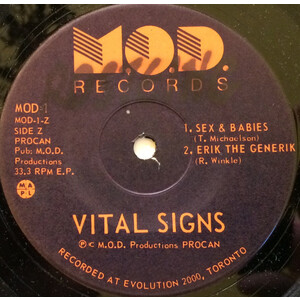 M.O.D.
RECORDS
MOD-1
MOD-1-Z
SIDE Z
PROCAN
Pub: M.O.D.
Productions
33.3 RPM E.P.
1. SEX & BABIES
(T. Michaelson)
2. ERIK THE GENERIK
(R. Winkle)
MAPL
VITAL SIGNS
Ⓟ © M.O.D. Productions PROCAN
RECORDED AT EVOLUTION 2000, TORONTO